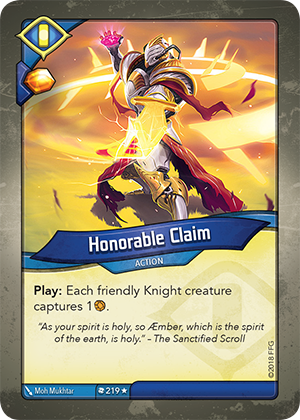 Honorable Claim
ACTION
Play: Each friendly Knight creature
captures 1.
"As your spirit is holy, so Æmber, which is the spirit
of the earth, is holy." - The Sanctified Scroll
Moh Mukhtar
219
©2018 FFG